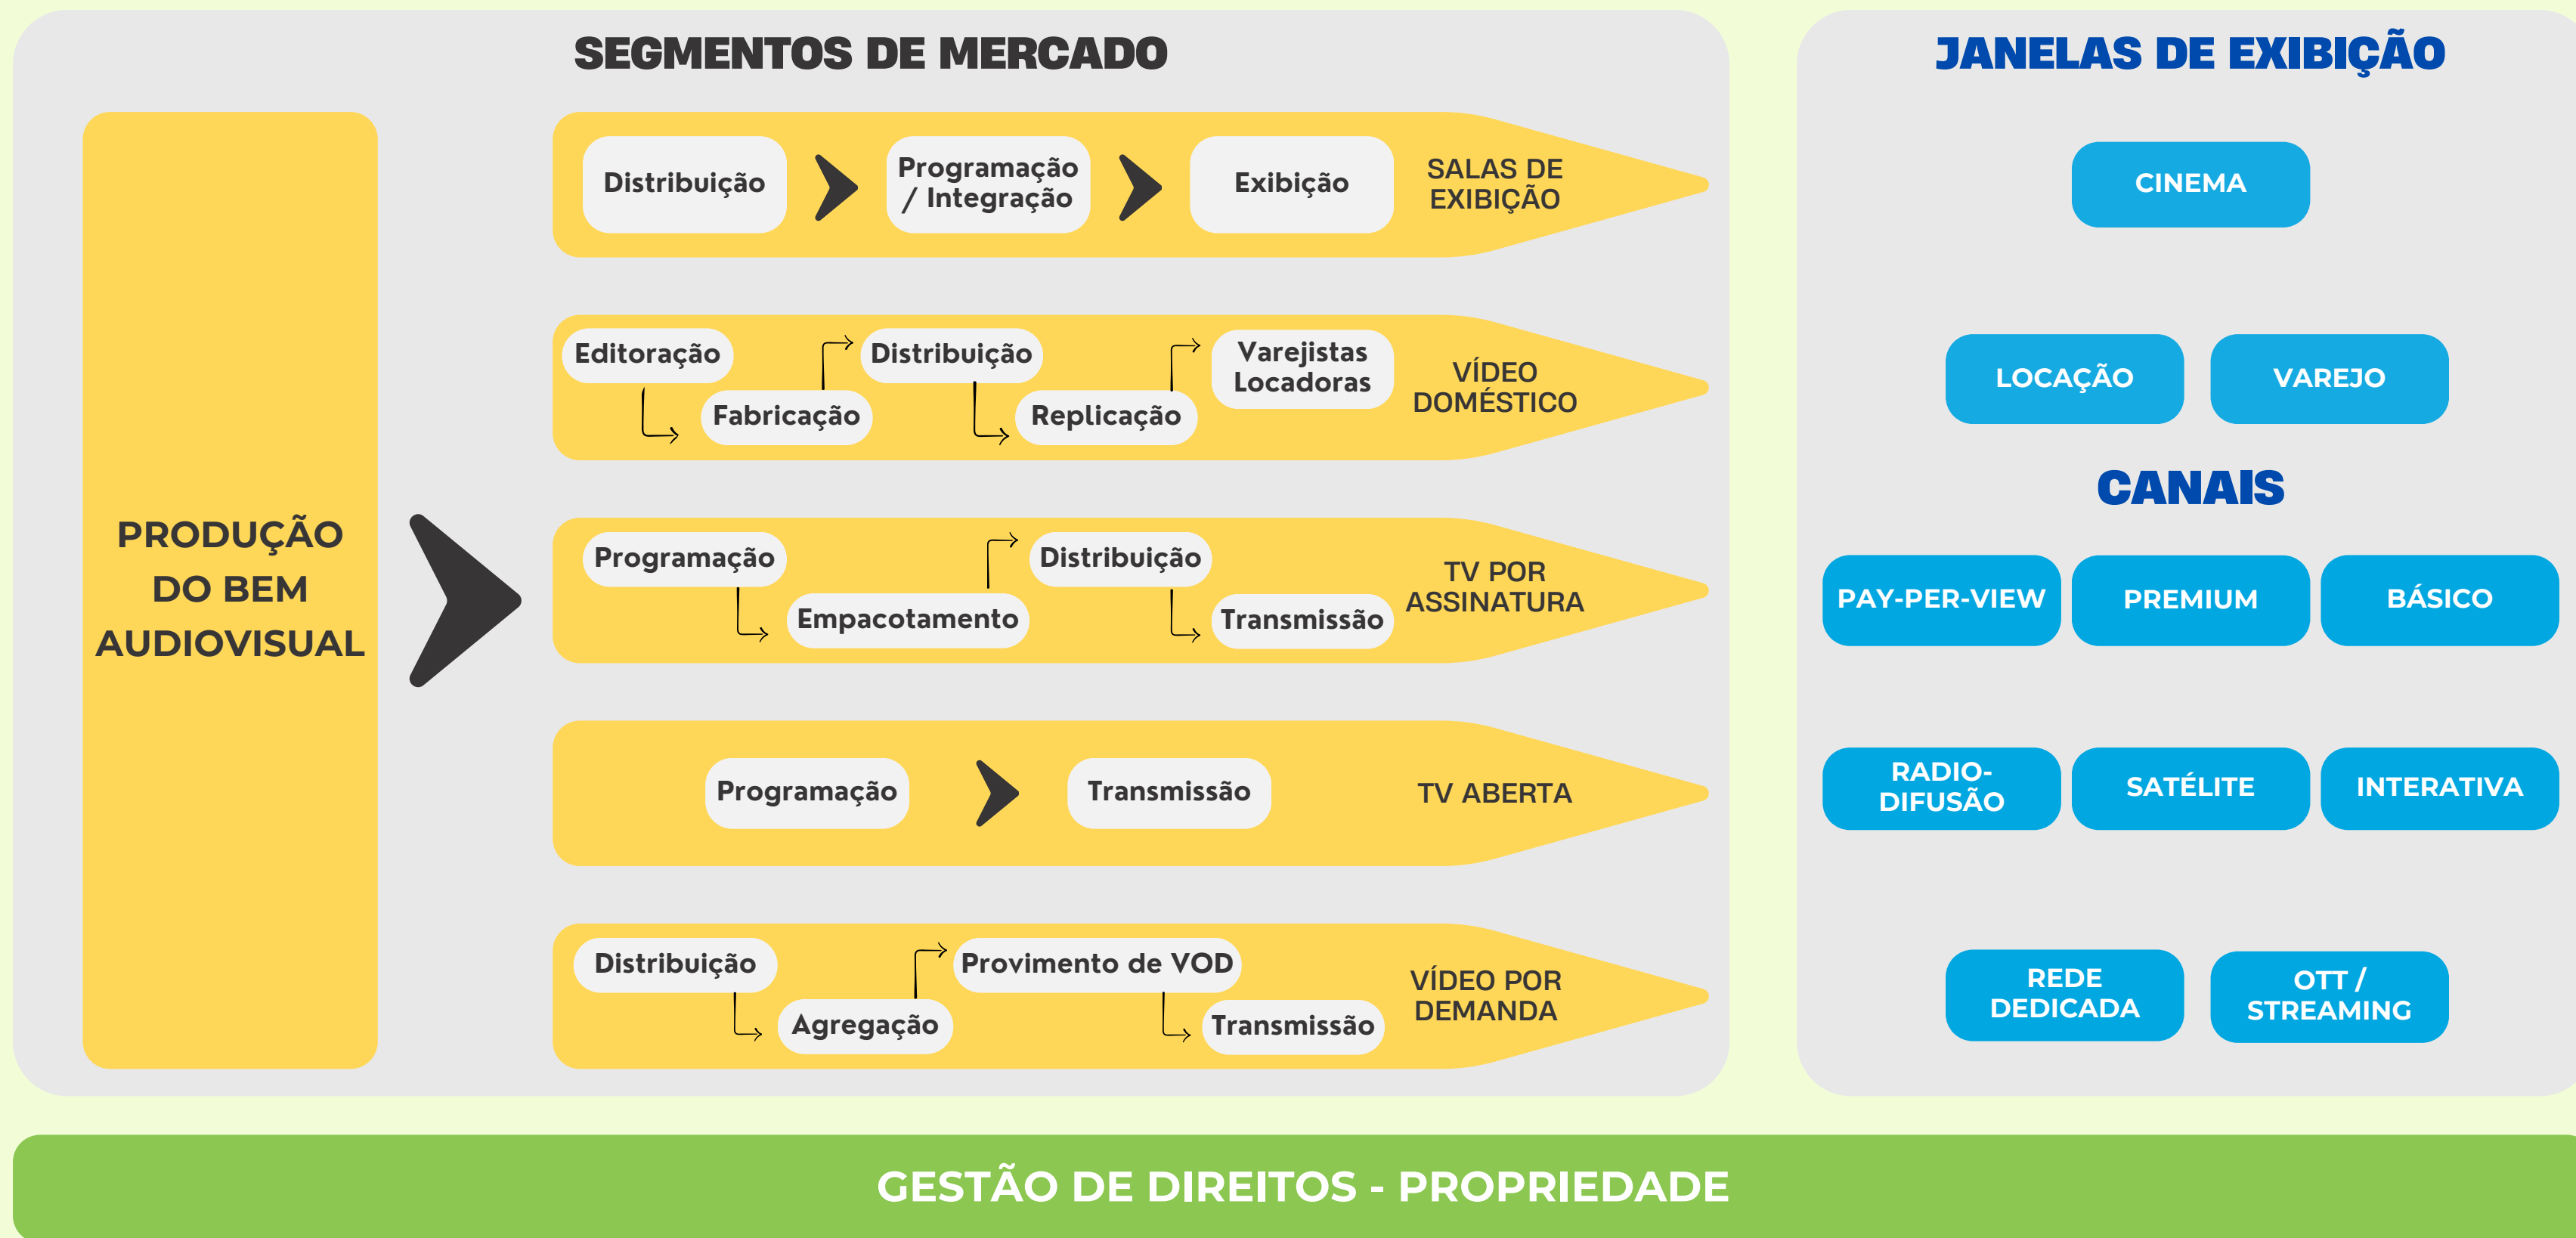 SEGMENTOS DE MERCADO
PRODUÇÃO
DO BEM
AUDIOVISUAL
Distribuição
Programação
/ Integração
Exibição
SALAS DE
EXIBIÇÃO
Editoração
Fabricação
Distribuição
Replicação
Varejistas
Locadoras
VÍDEO
DOMÉSTICO
Programação
Empacotamento
Distribuição
Transmissão
TV POR
ASSINATURA
Programação
Transmissão
TV ABERTA
Distribuição
Agregação
Provimento de VOD
Transmissão
VÍDEO POR
DEMANDA
JANELAS DE EXIBIÇÃO
CINEMA
LOCAÇÃO
VAREJO
CANAIS
PAY-PER-VIEW
PREMIUM
BÁSICO
RADIO-
DIFUSÃO
SATÉLITE
INTERATIVA
REDE
DEDICADA
OTT /
STREAMING
GESTÃO DE DIREITOS - PROPRIEDADE